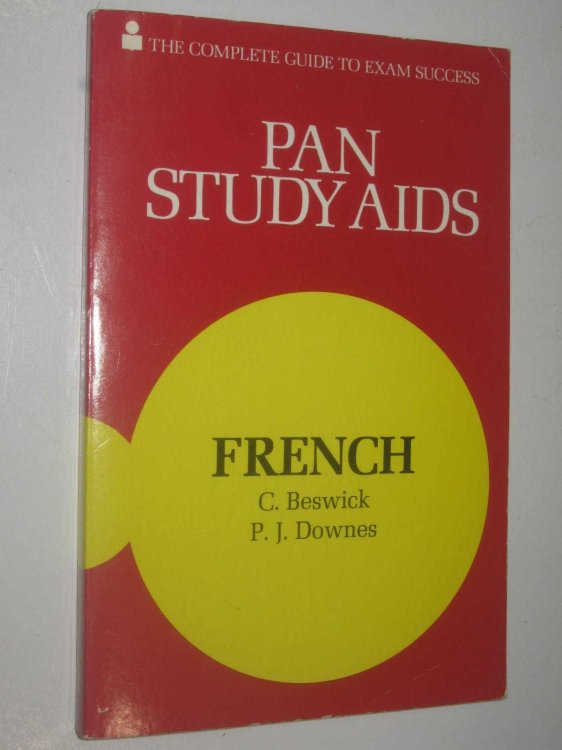 THE COMPLETE GUIDE TO EXAM SUCCESS
PAN
STUDY AIDS
FRENCH
C. Beswick
P. J. Downes